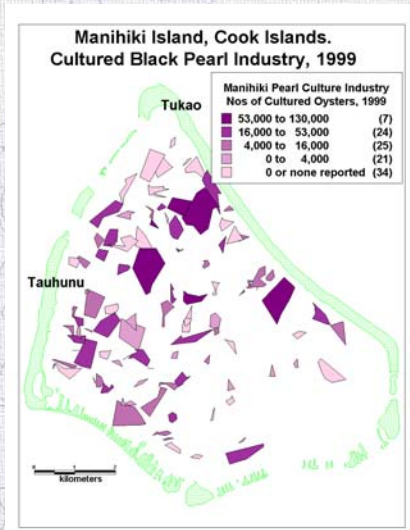 Manihiki Island, Cook Islands.
Cultured Black Pearl Industry, 1999
Manihiki Pearl Culture Industry
Nos of Cultured Oysters, 1999
53,000 to 130,000 (7)
16,000 to 53,000 (24)
4,000 to 16,000 (25)
0 to 4,000 (21)
0 or none reported (34)
Tukao
Tauhunu
kilometers